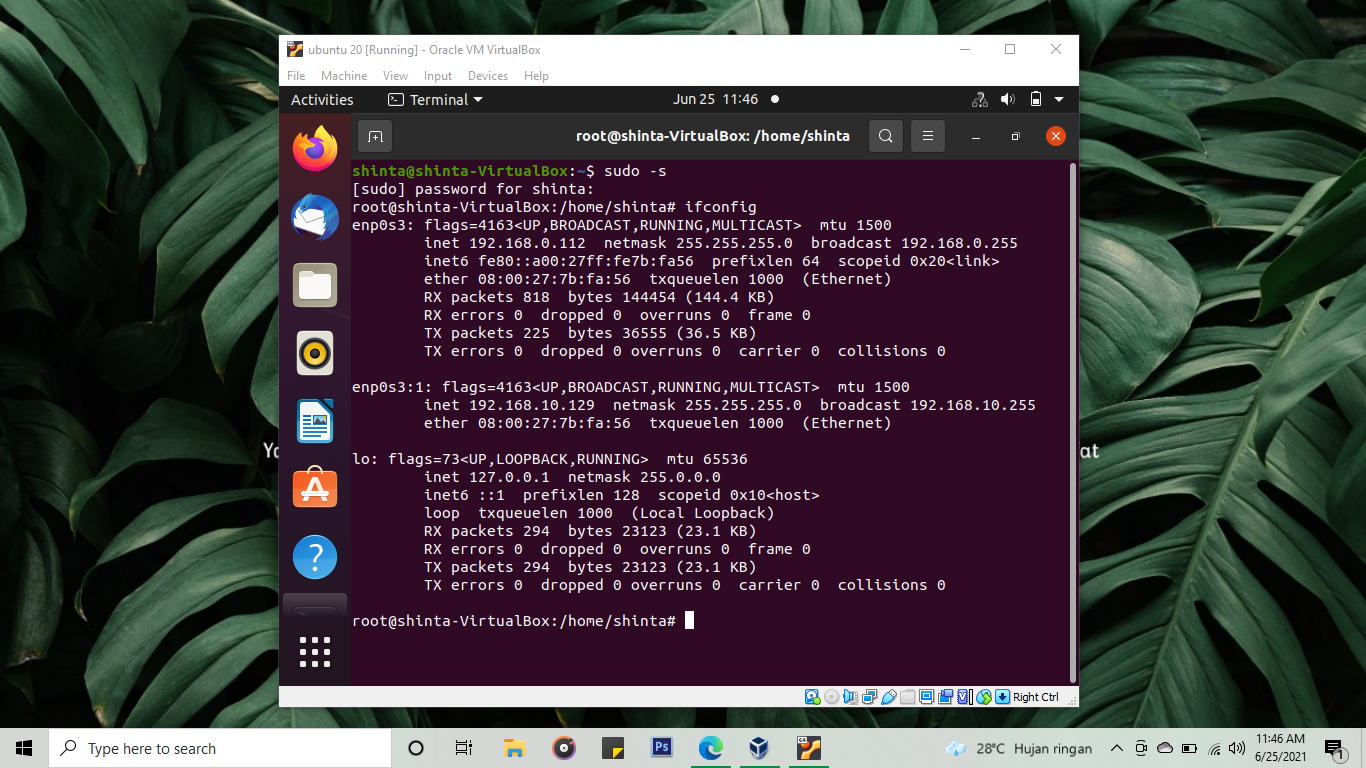 ubuntu 20 [Running] - Oracle VM VirtualBox
File Machine View Input Devices Help
Activities Terminal Jun 25 11:46
root@shinta-VirtualBox: /home/shinta
shinta@shinta-VirtualBox:~$ sudo -s
[sudo] password for shinta:
root@shinta-VirtualBox:/home/shinta# ifconfig
enp0s3: flags=4163<UP,BROADCAST,RUNNING,MULTICAST>  mtu 1500
        inet 192.168.0.112  netmask 255.255.255.0  broadcast 192.168.0.255
        inet6 fe80::a00:27ff:fe7b:fa56  prefixlen 64  scopeid 0x20<link>
        ether 08:00:27:7b:fa:56  txqueuelen 1000  (Ethernet)
        RX packets 818  bytes 144454 (144.4 KB)
        RX errors 0  dropped 0  overruns 0  frame 0
        TX packets 225  bytes 36555 (36.5 KB)
        TX errors 0  dropped 0 overruns 0  carrier 0  collisions 0
enp0s3:1: flags=4163<UP,BROADCAST,RUNNING,MULTICAST>  mtu 1500
        inet 192.168.10.129  netmask 255.255.255.0  broadcast 192.168.10.255
        ether 08:00:27:7b:fa:56  txqueuelen 1000  (Ethernet)
lo: flags=73<UP,LOOPBACK,RUNNING>  mtu 65536
        inet 127.0.0.1  netmask 255.0.0.0
        inet6 ::1  prefixlen 128  scopeid 0x10<host>
        loop  txqueuelen 1000  (Local Loopback)
        RX packets 294  bytes 23123 (23.1 KB)
        RX errors 0  dropped 0  overruns 0  frame 0
        TX packets 294  bytes 23123 (23.1 KB)
        TX errors 0  dropped 0 overruns 0  carrier 0  collisions 0
root@shinta-VirtualBox:/home/shinta#
Right Ctrl
Type here to search
Ps
64
28°C Hujan ringan
11:46 AM
6/25/2021
1